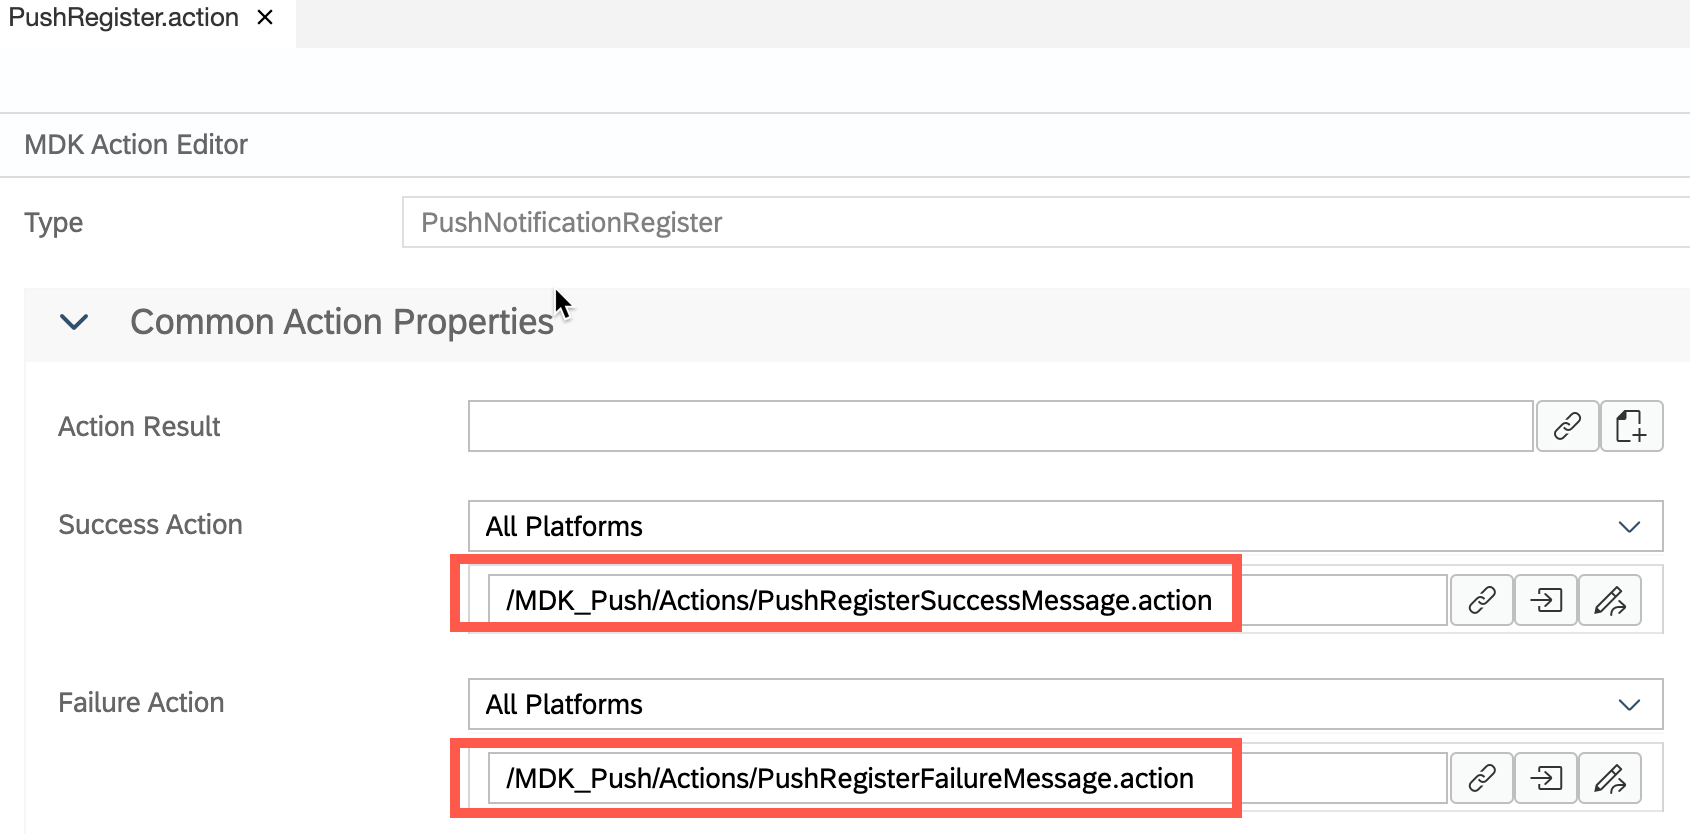 PushRegister.action ✕
MDK Action Editor
Type
PushNotificationRegister
Common Action Properties
Action Result
Success Action
All Platforms
/MDK_Push/Actions/PushRegisterSuccessMessage.action
Failure Action
All Platforms
/MDK_Push/Actions/PushRegisterFailureMessage.action